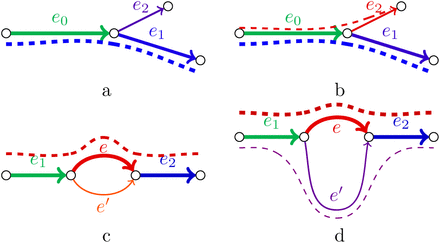 e₀ e₂ e₁
a
e₀ e₂ e₁
b
e₁ e e₂ e′
c
e₁ e e₂ e′
d